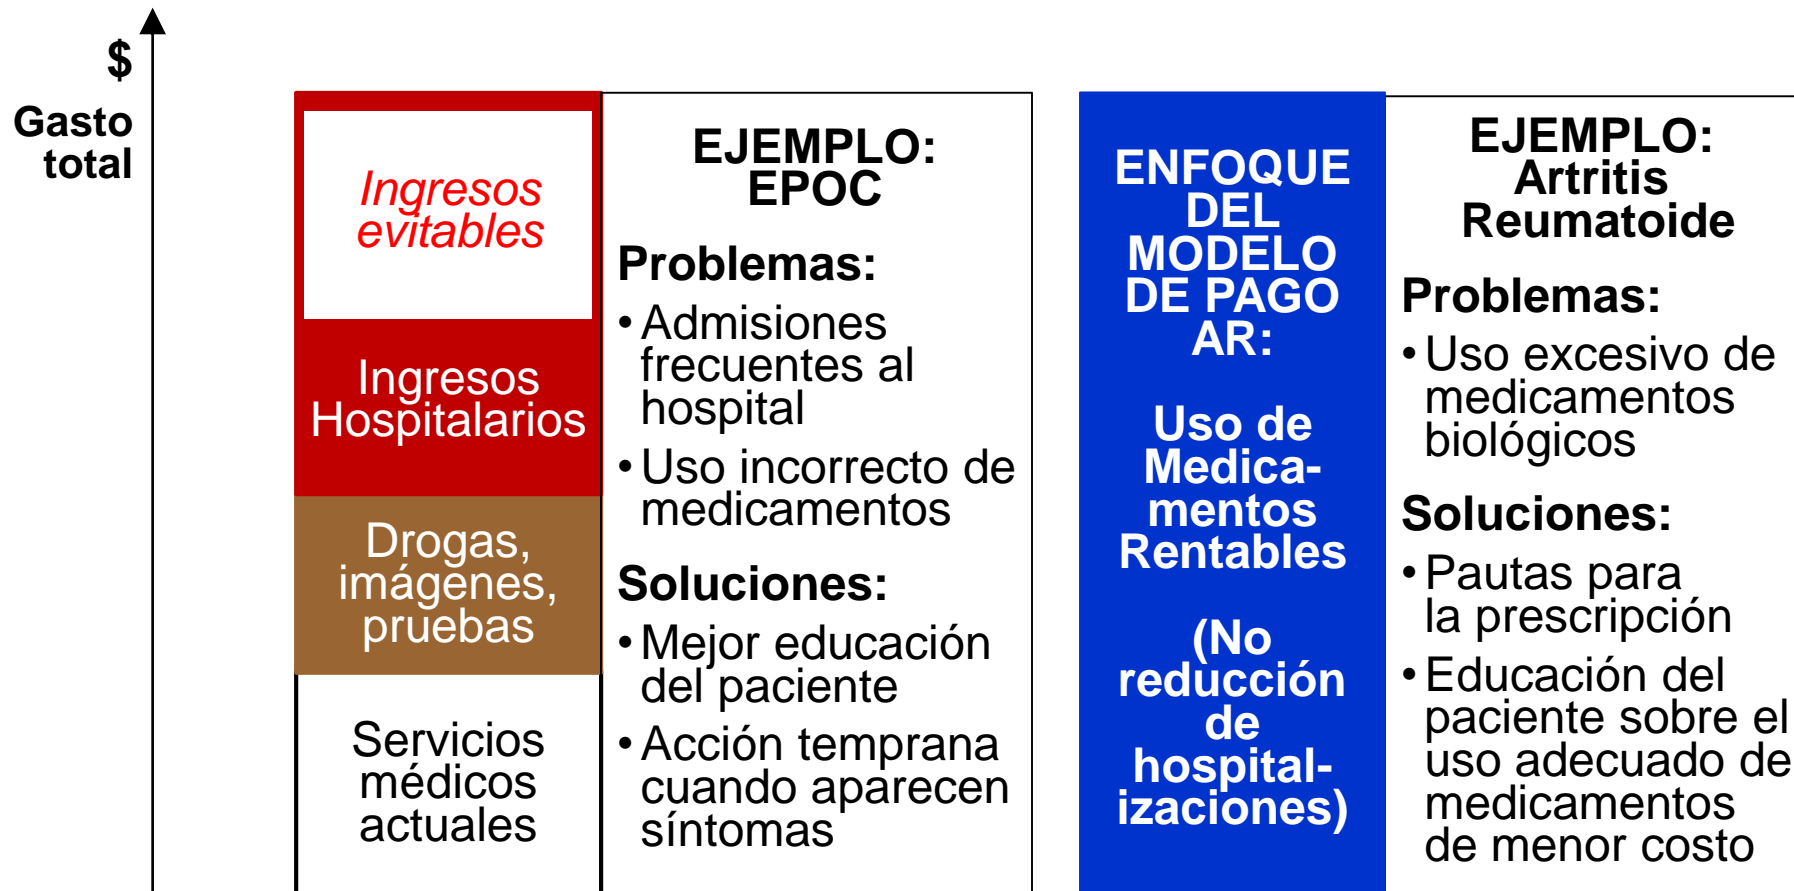 $
Gasto
total
Ingresos
evitables
Ingresos
Hospitalarios
Drogas,
imágenes,
pruebas
Servicios
médicos
actuales
EJEMPLO:
EPOC
Problemas:
•Admisiones
frecuentes al
hospital
•Uso incorrecto de
medicamentos
Soluciones:
•Mejor educación
del paciente
•Acción temprana
cuando aparecen
síntomas
ENFOQUE
DEL
MODELO
DE PAGO
AR:
Uso de
Medica-
mentos
Rentables
(No
reducción
de
hospital-
izaciones)
EJEMPLO:
Artritis
Reumatoide
Problemas:
•Uso excesivo de
medicamentos
biológicos
Soluciones:
•Pautas para
la prescripción
•Educación del
paciente sobre el
uso adecuado de
medicamentos
de menor costo